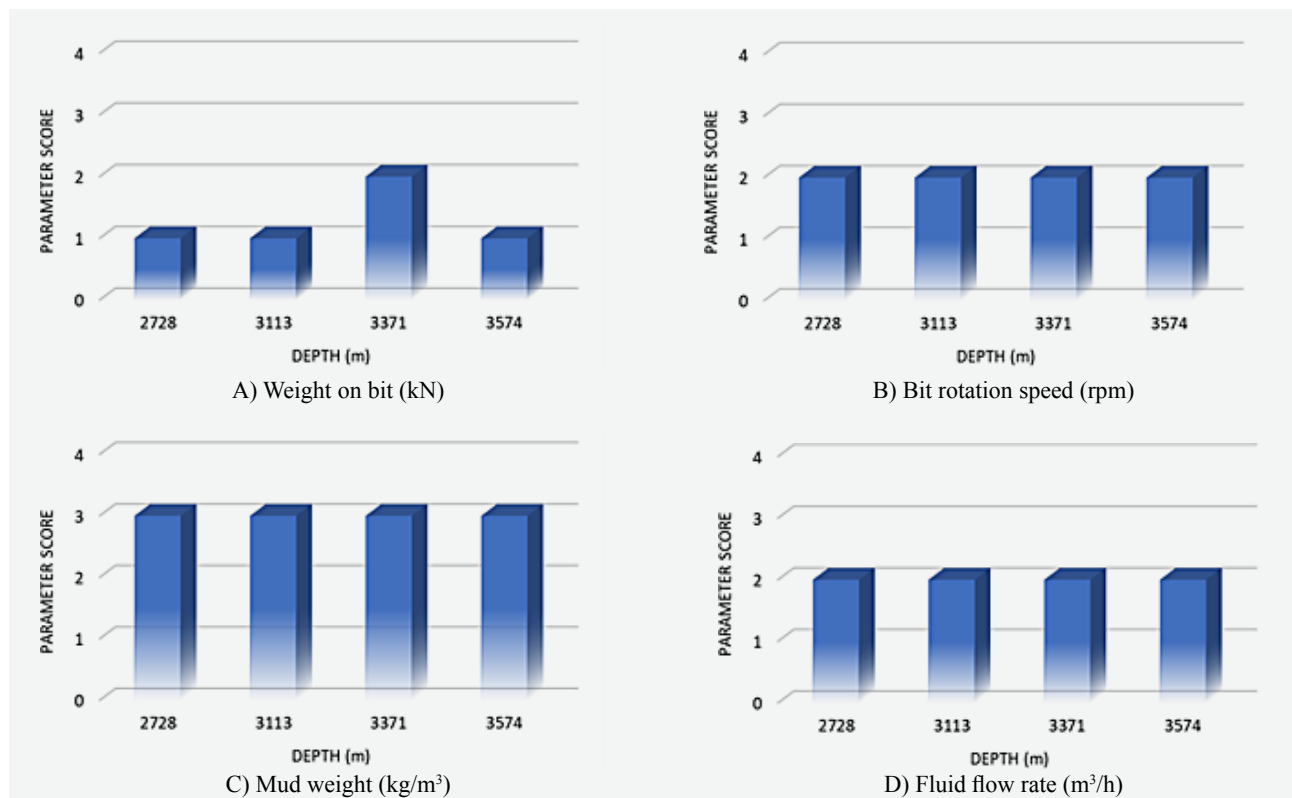 4
3
2
1
0
PARAMETER SCORE
2728 3113 3371 3574
DEPTH (m)
A) Weight on bit (kN)
4
3
2
1
0
PARAMETER SCORE
2728 3113 3371 3574
DEPTH (m)
B) Bit rotation speed (rpm)
4
3
2
1
0
PARAMETER SCORE
2728 3113 3371 3574
DEPTH (m)
C) Mud weight (kg/m³)
4
3
2
1
0
PARAMETER SCORE
2728 3113 3371 3574
DEPTH (m)
D) Fluid flow rate (m³/h)